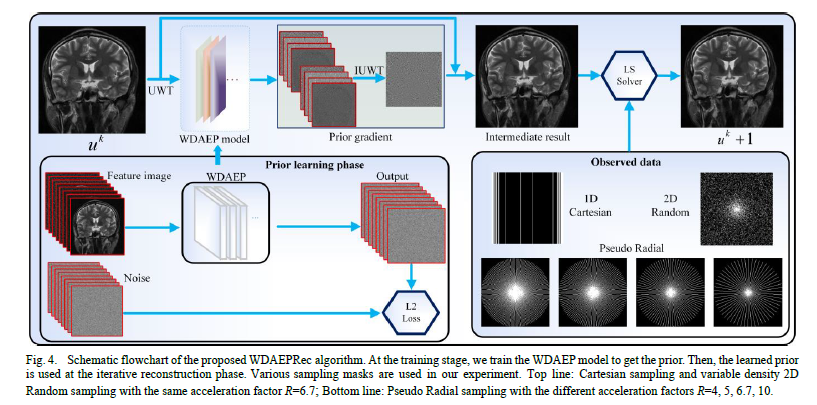 UWT
IUWT
LS
Solver
u^k
WDAEP model
Prior gradient
Intermediate result
u^k +1
Prior learning phase
Feature image
WDAEP
Output
Noise
L2
Loss
Observed data
1D
Cartesian
2D
Random
Pseudo Radial
Fig. 4. Schematic flowchart of the proposed WDAEPRec algorithm. At the training stage, we train the WDAEP model to get the prior. Then, the learned prior
is used at the iterative reconstruction phase. Various sampling masks are used in our experiment. Top line: Cartesian sampling and variable density 2D
Random sampling with the same acceleration factor R=6.7; Bottom line: Pseudo Radial sampling with the different acceleration factors R=4, 5, 6.7, 10.